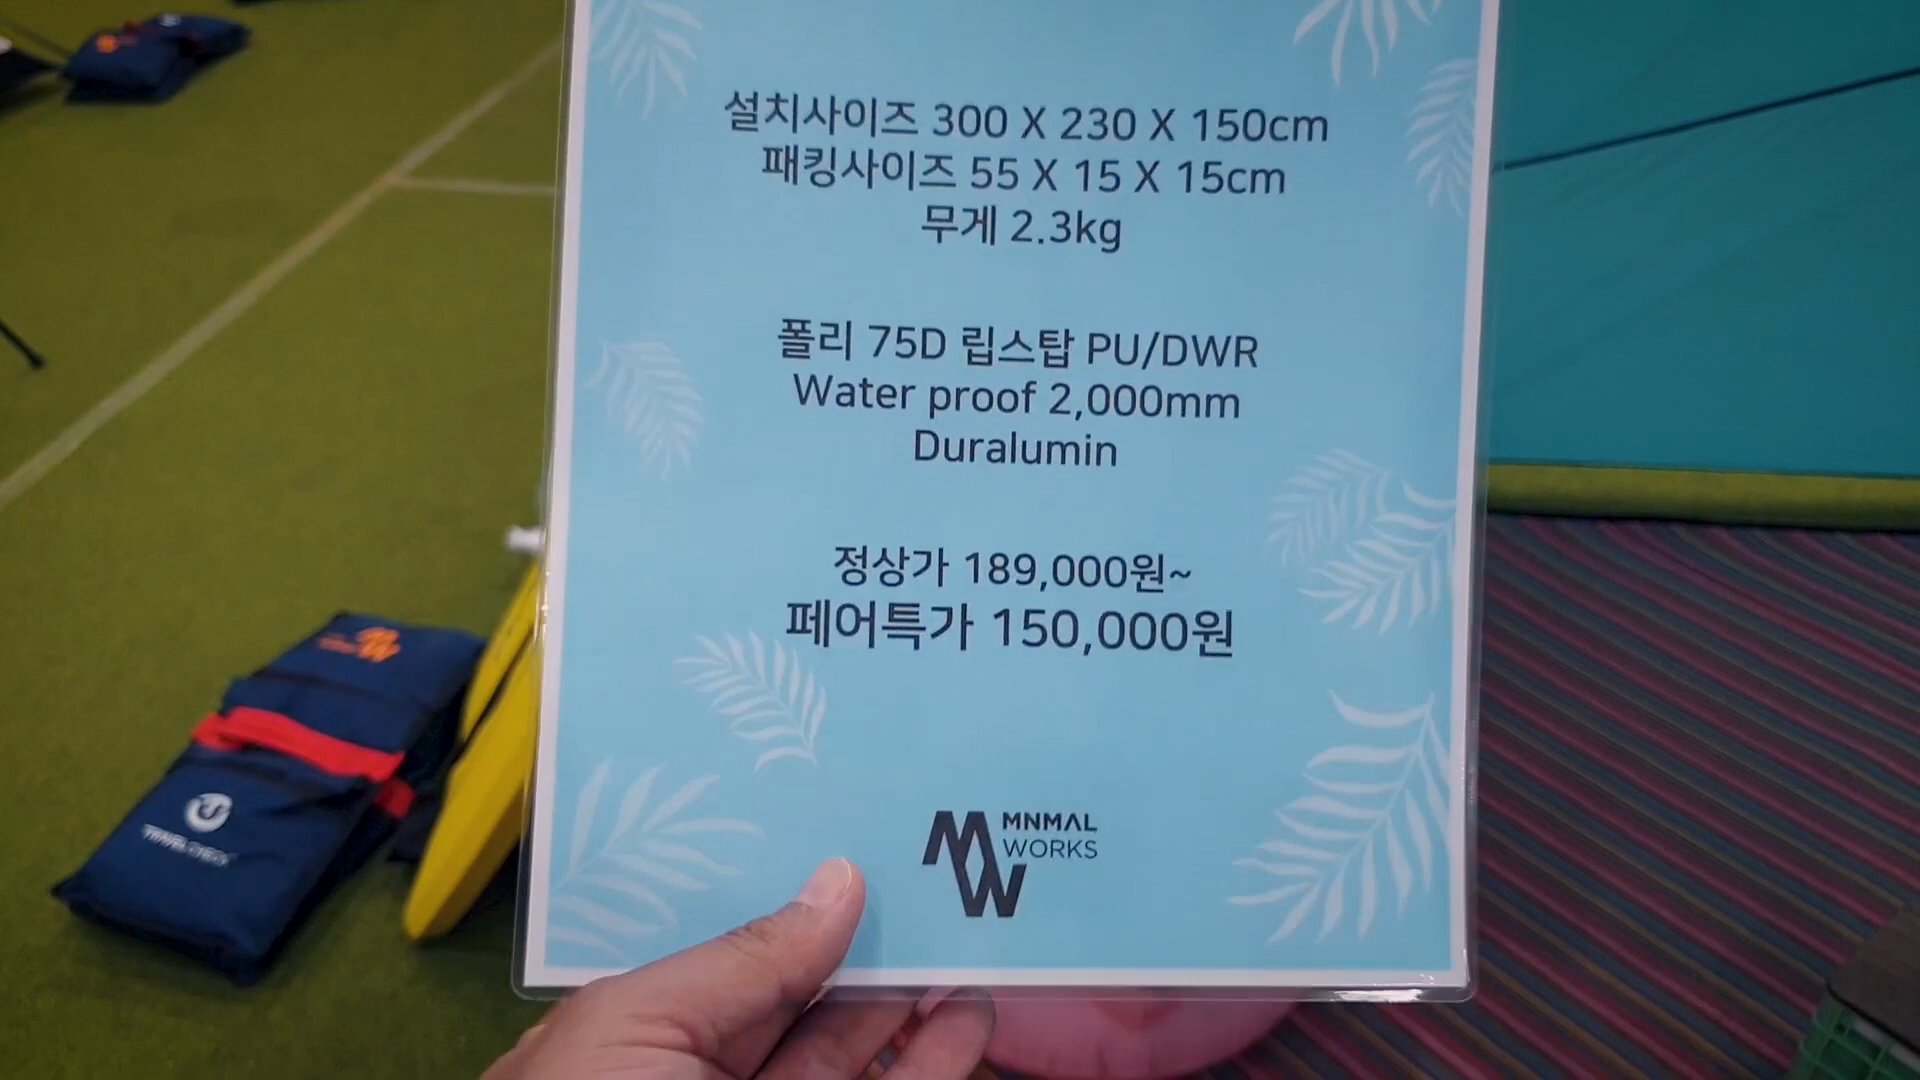 설치사이즈 300 X 230 X 150cm
패킹사이즈 55 X 15 X 15cm
무게 2.3kg
폴리 75D 립스탑 PU/DWR
Water proof 2,000mm
Duralumin
정상가 189,000원~
페어특가 150,000원
MNMAL
WORKS
MW